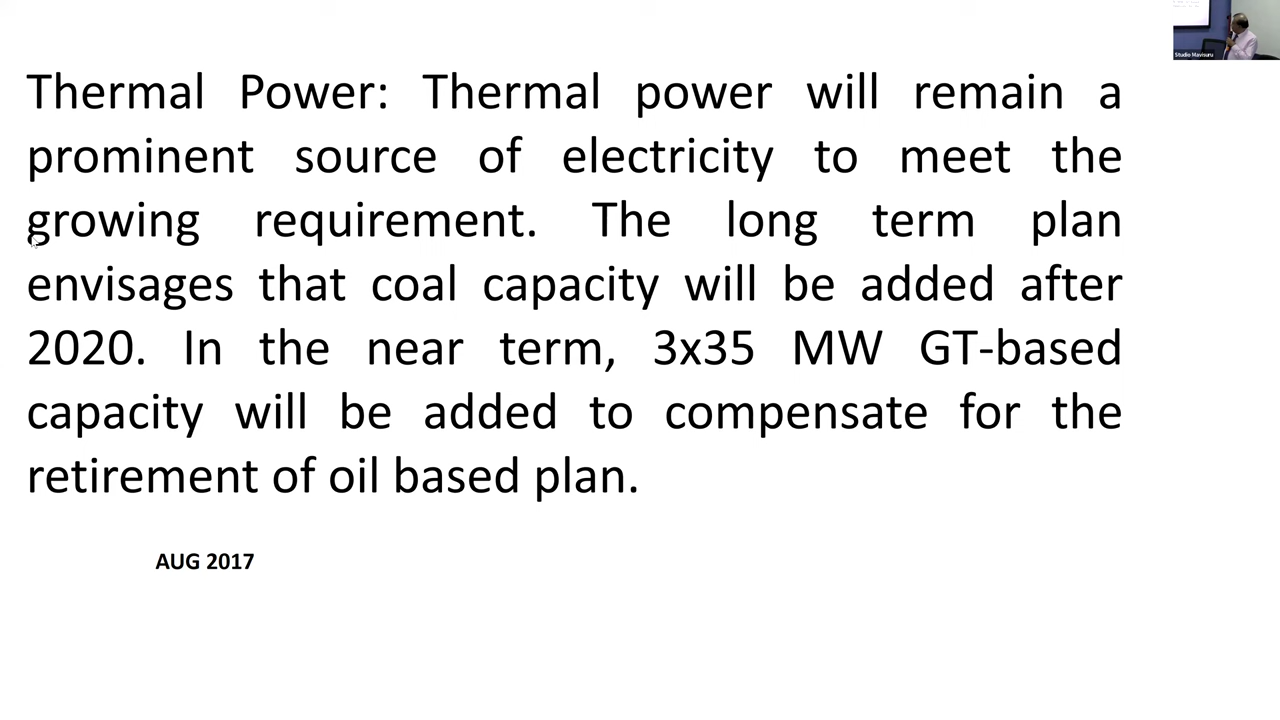 Thermal Power: Thermal power will remain a
prominent source of electricity to meet the
growing requirement. The long term plan
envisages that coal capacity will be added after
2020. In the near term, 3x35 MW GT-based
capacity will be added to compensate for the
retirement of oil based plan.
AUG 2017
Studio Mavisuru